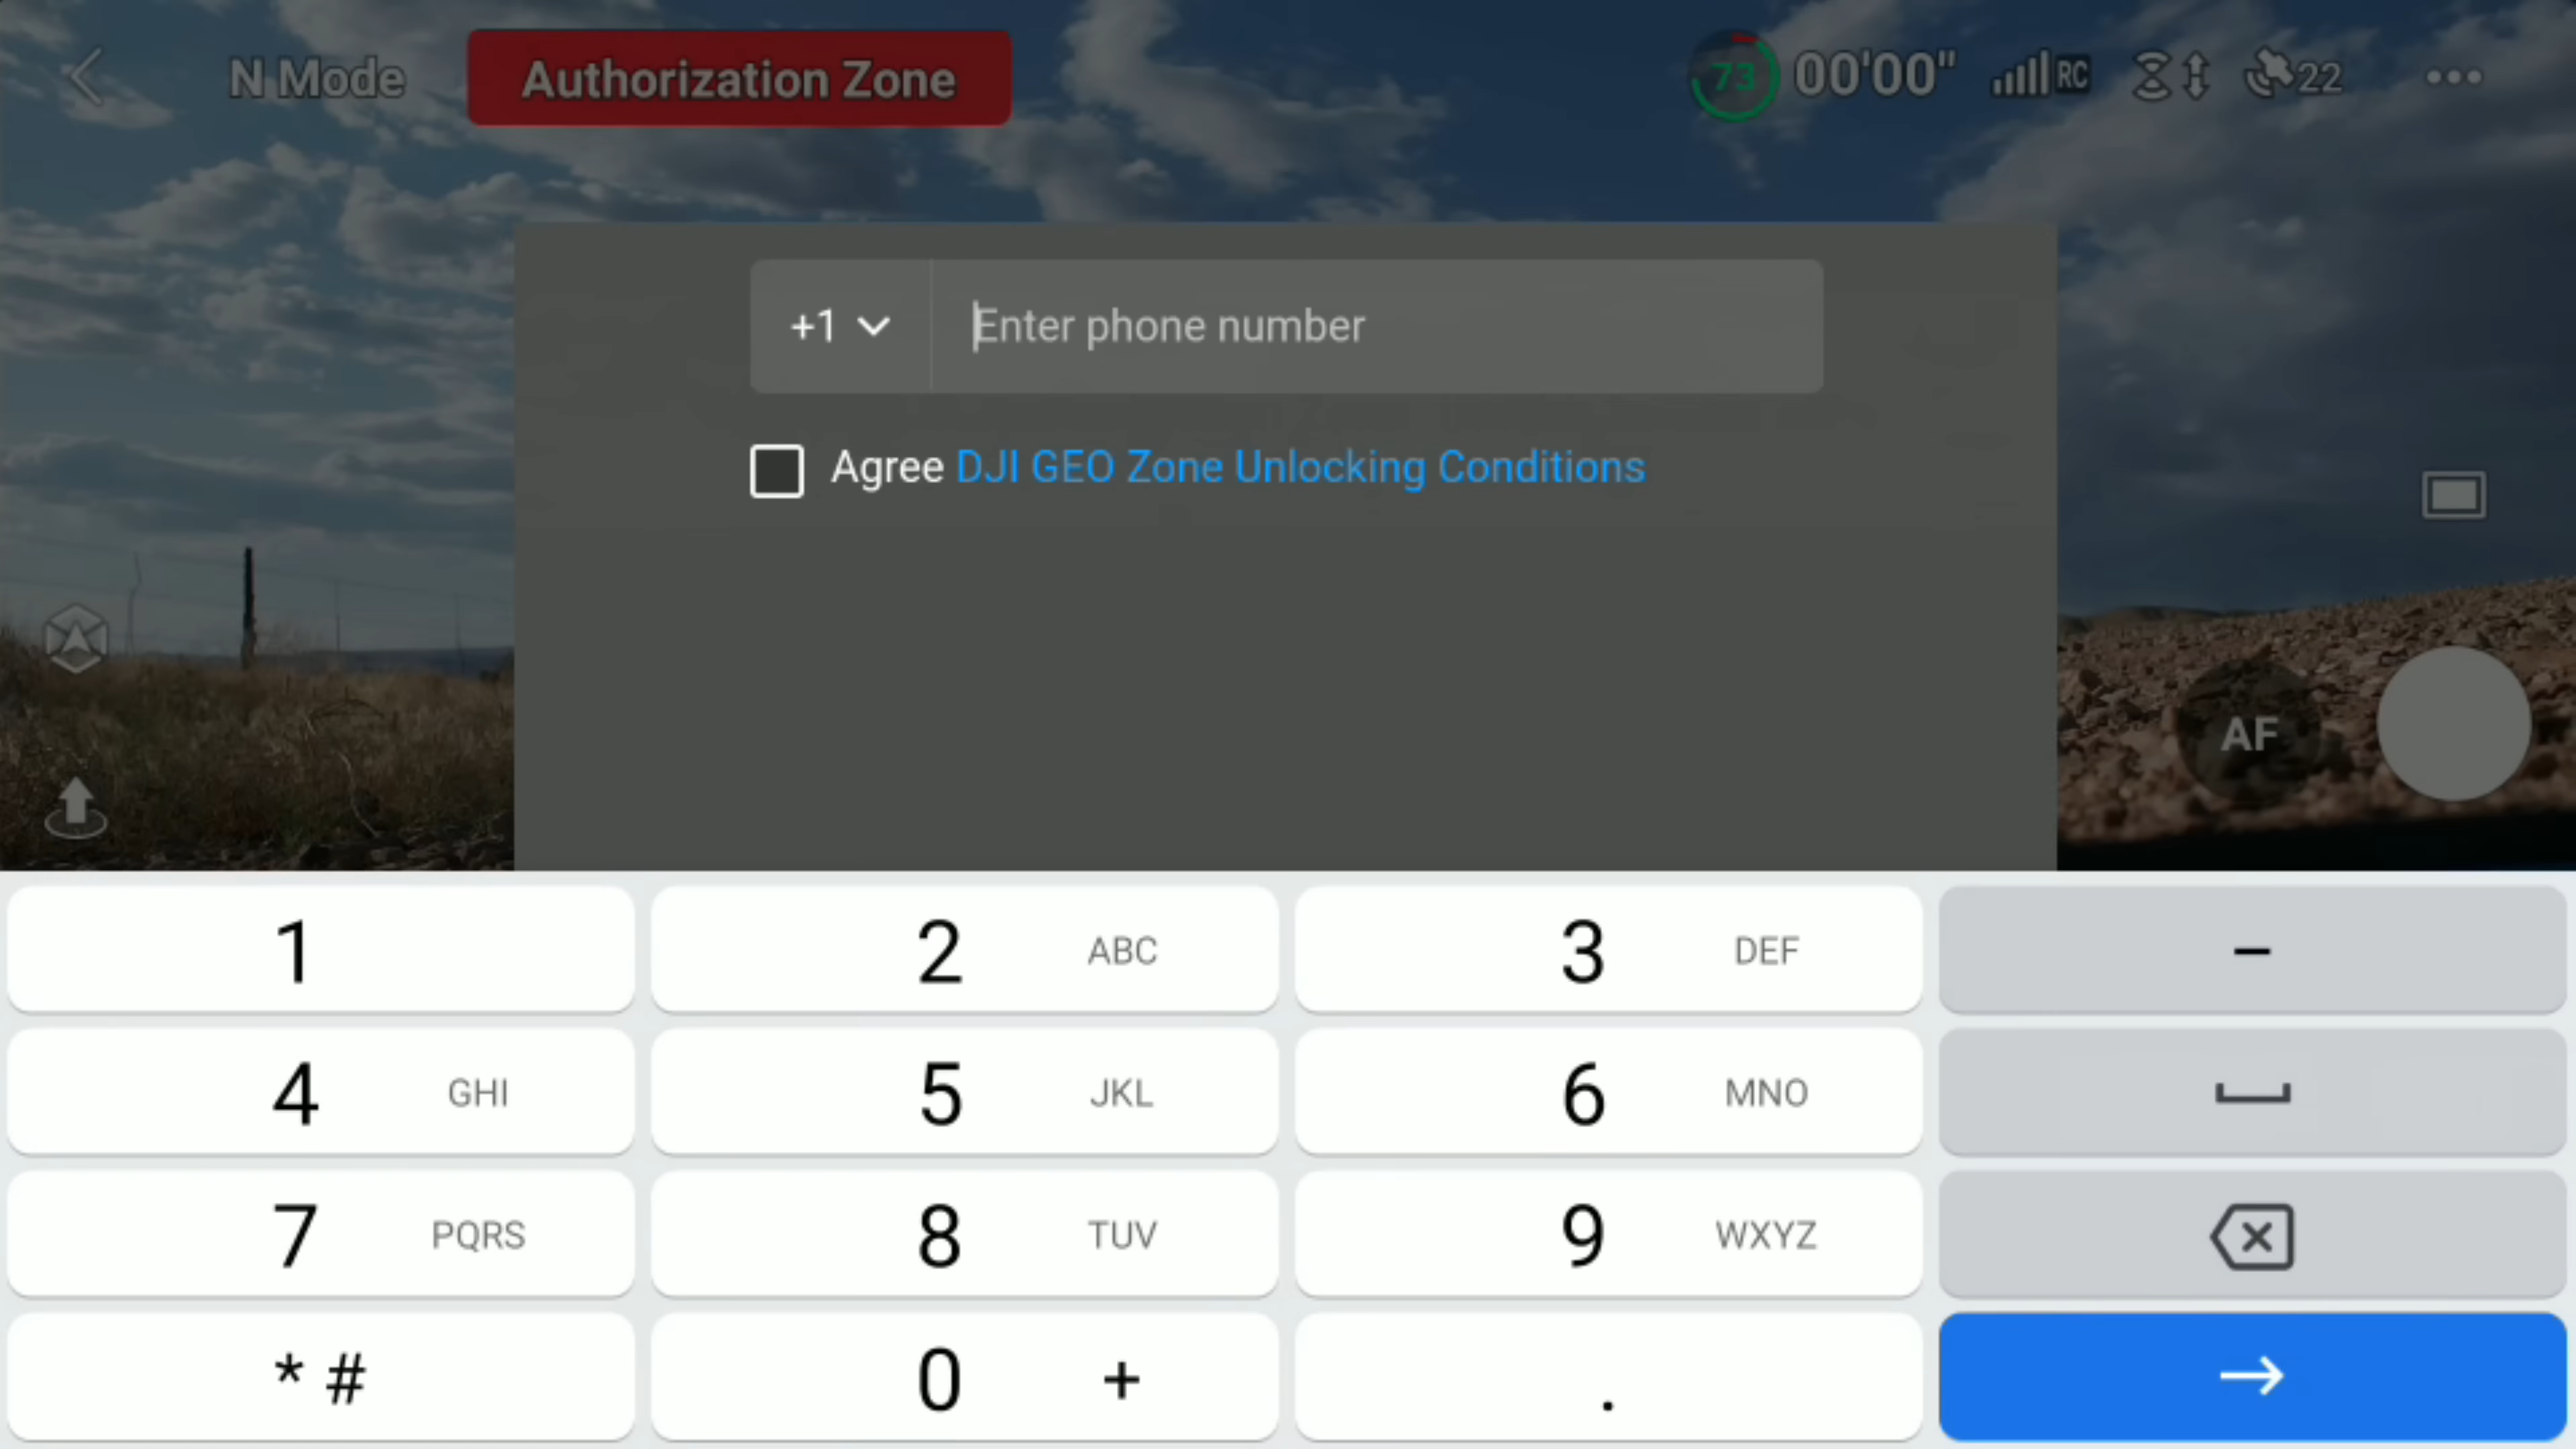 N Mode
Authorization Zone
73
00'00"
RC
22
+1
Enter phone number
Agree DJI GEO Zone Unlocking Conditions
AF
1
2 ABC
3 DEF
–
4 GHI
5 JKL
6 MNO
7 PQRS
8 TUV
9 WXYZ
* #
0 +
.